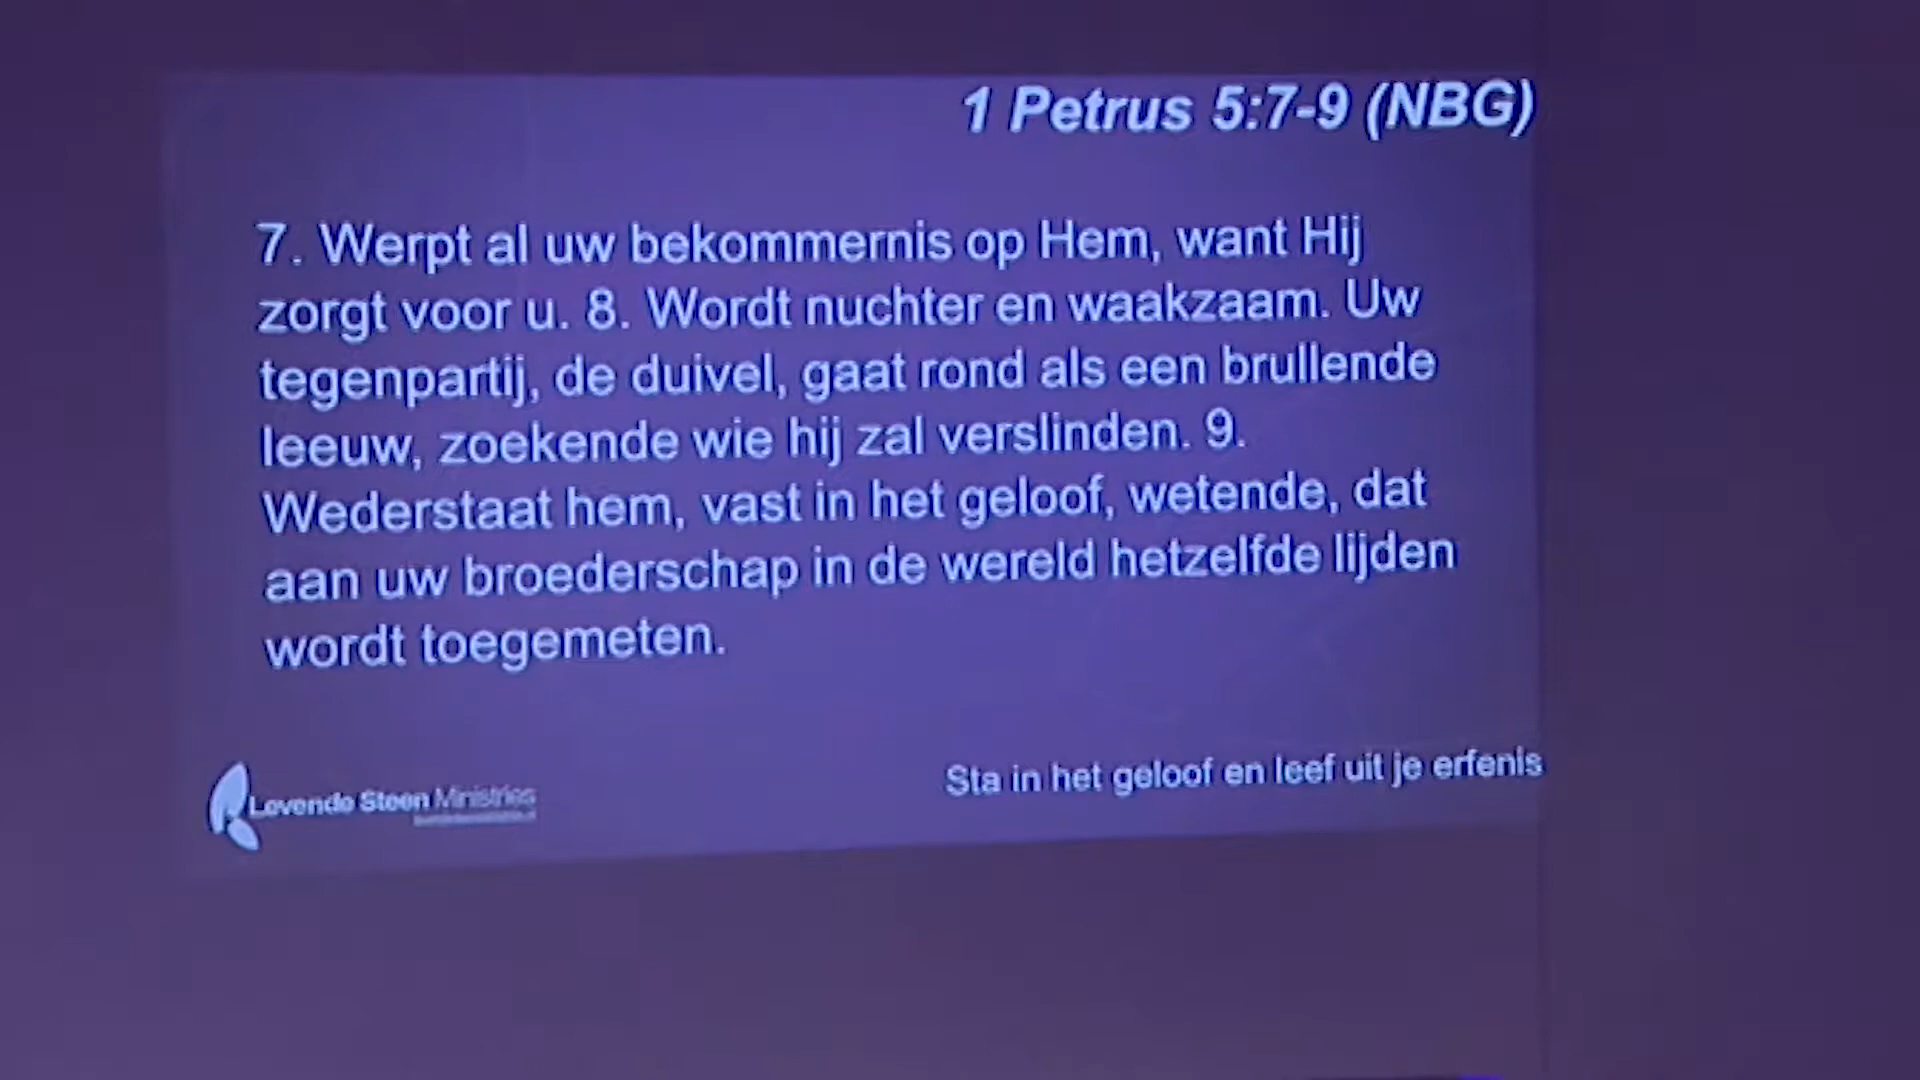 1 Petrus 5:7-9 (NBG)
7. Werpt al uw bekommernis op Hem, want Hij
zorgt voor u. 8. Wordt nuchter en waakzaam. Uw
tegenpartij, de duivel, gaat rond als een brullende
leeuw, zoekende wie hij zal verslinden. 9.
Wederstaat hem, vast in het geloof, wetende, dat
aan uw broederschap in de wereld hetzelfde lijden
wordt toegemeten.
Levende Steen Ministries
Sta in het geloof en leef uit je erfenis